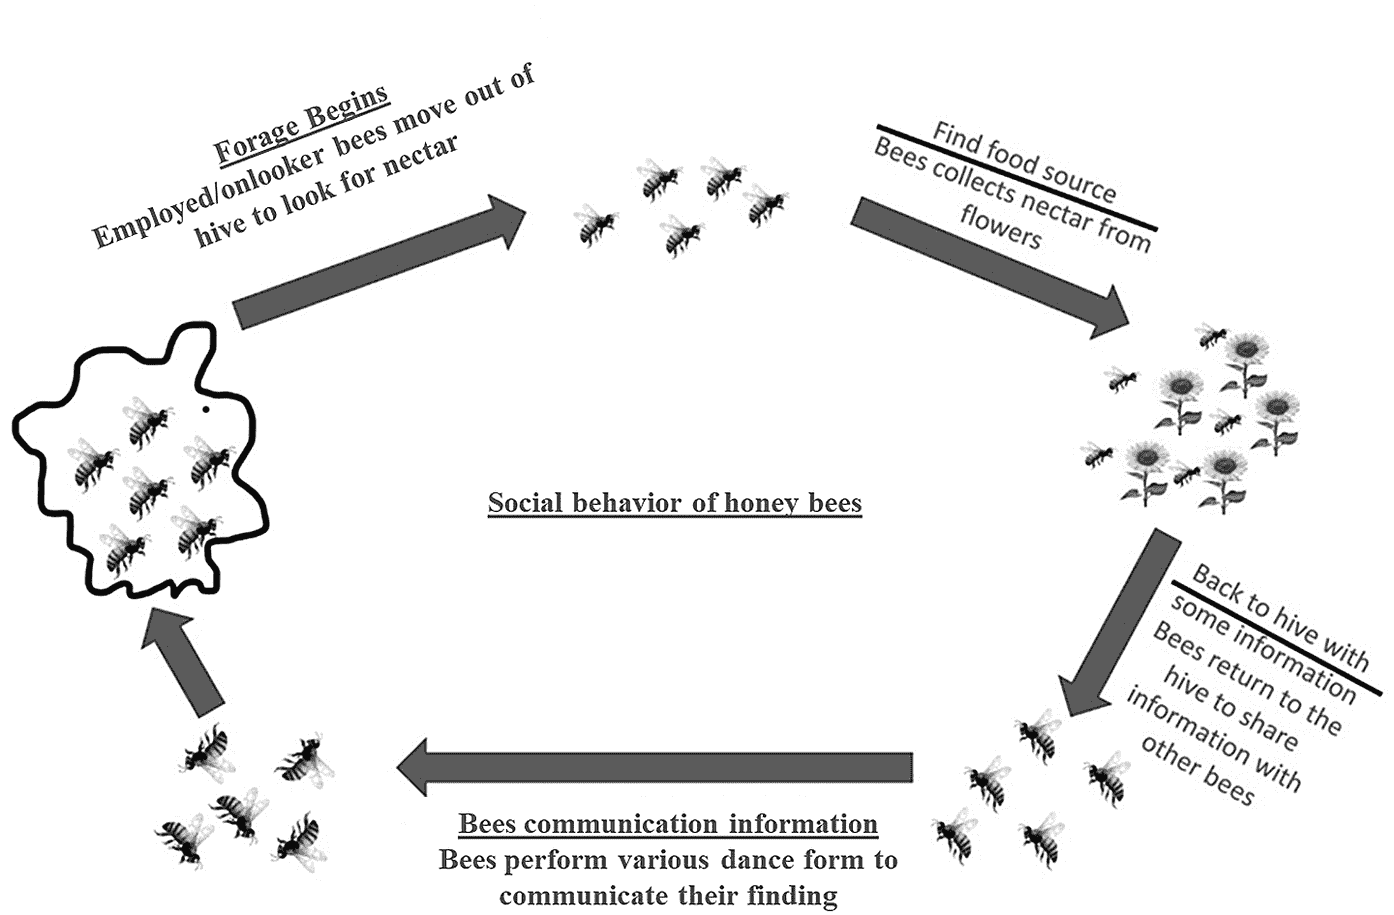 Forage Begins
Employed/onlooker bees move out of
hive to look for nectar
Find food source
Bees collects nectar from
flowers
Social behavior of honey bees
Back to hive with
some information
Bees return to the
hive to share
information with
other bees
Bees communication information
Bees perform various dance form to
communicate their finding